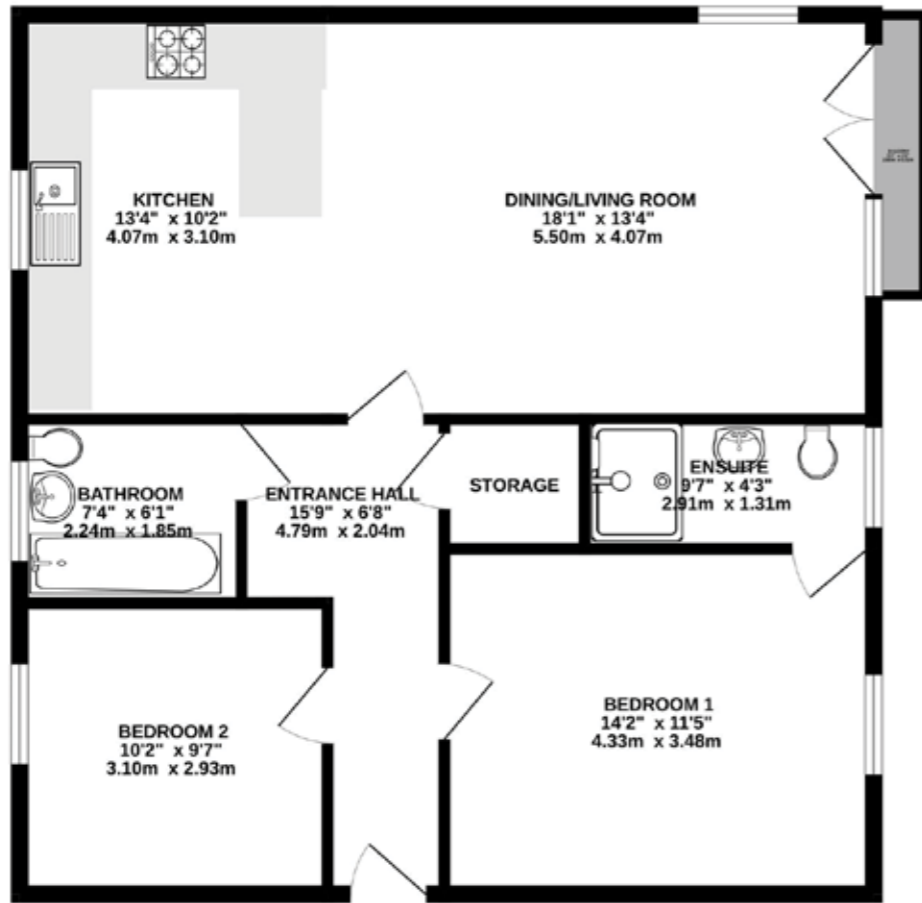 KITCHEN
13'4" x 10'2"
4.07m x 3.10m
DINING/LIVING ROOM
18'1" x 13'4"
5.50m x 4.07m
BATHROOM
7'4" x 6'1"
2.24m x 1.85m
ENTRANCE HALL
15'9" x 6'8"
4.79m x 2.04m
STORAGE
ENSUITE
9'7" x 4'3"
2.91m x 1.31m
BEDROOM 2
10'2" x 9'7"
3.10m x 2.93m
BEDROOM 1
14'2" x 11'5"
4.33m x 3.48m